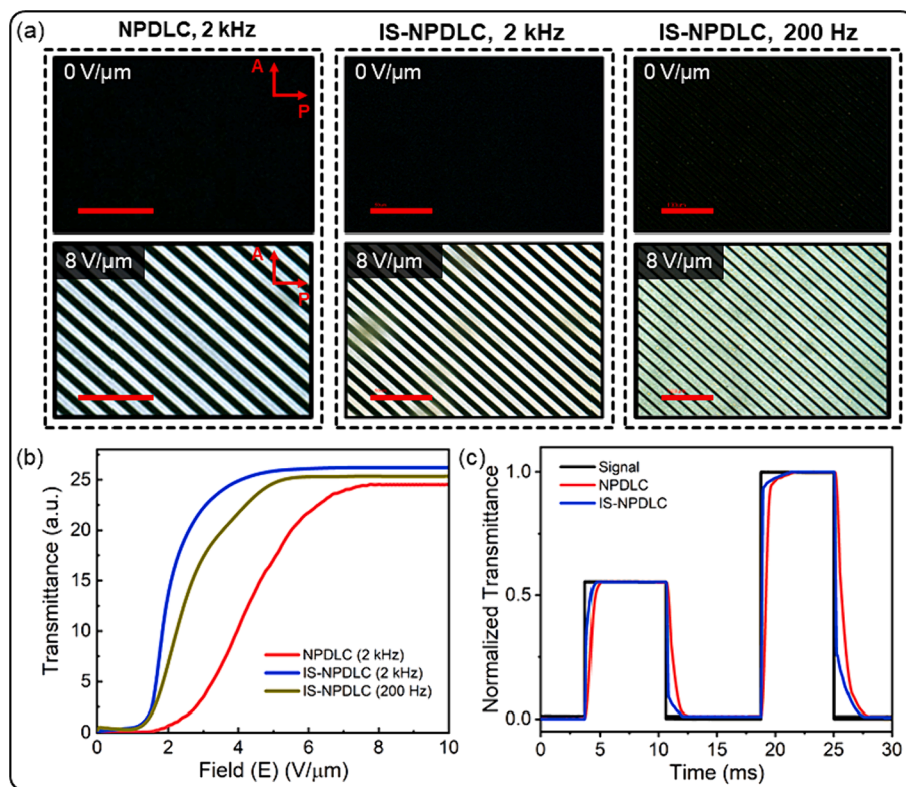 (a)
NPDLC, 2 kHz
IS-NPDLC, 2 kHz
IS-NPDLC, 200 Hz
0 V/μm
A
P
0 V/μm
0 V/μm
8 V/μm
A
P
8 V/μm
8 V/μm
(b)
Transmittance (a.u.)
25
20
15
10
5
0
NPDLC (2 kHz)
IS-NPDLC (2 kHz)
IS-NPDLC (200 Hz)
0 2 4 6 8 10
Field (E) (V/μm)
(c)
Normalized Transmittance
1.0
0.5
0.0
Signal
NPDLC
IS-NPDLC
0 5 10 15 20 25 30
Time (ms)